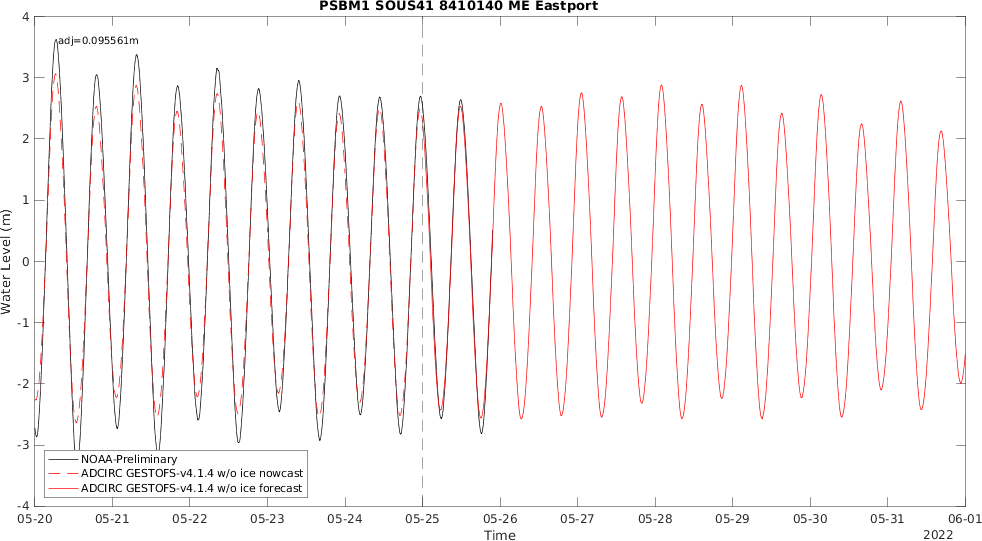 PSBM1 SOUS41 8410140 ME Eastport
adj=0.095561m
4
3
2
1
0
-1
-2
-3
-4
Water Level (m)
NOAA-Preliminary
ADCIRC GESTOFS-v4.1.4 w/o ice nowcast
ADCIRC GESTOFS-v4.1.4 w/o ice forecast
05-20 05-21 05-22 05-23 05-24 05-25 05-26 05-27 05-28 05-29 05-30 05-31 06-01
Time
2022